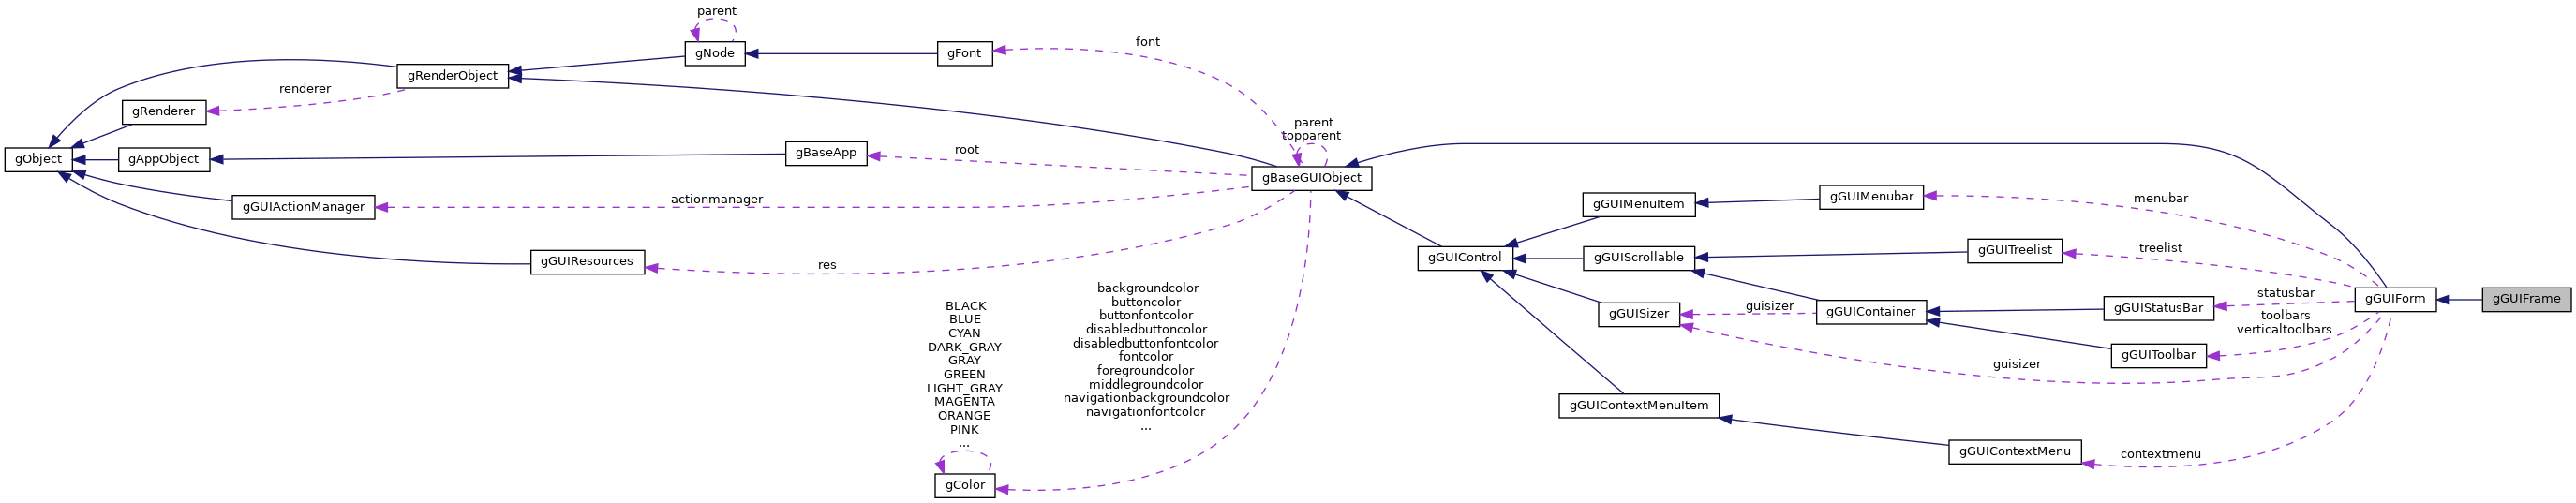 parent
gNode
gFont
font
gRenderObject
renderer
gRenderer
gObject
gAppObject
gBaseApp
root
parent
topparent
gBaseGUIObject
gGUIActionManager
actionmanager
gGUIResources
res
gGUIMenuItem
gGUIMenubar
menubar
gGUIControl
gGUIScrollable
gGUITreelist
treelist
gGUISizer
guisizer
gGUIContainer
gGUIStatusBar
statusbar
toolbars
verticaltoolbars
gGUIForm
gGUIFrame
gGUIToolbar
guisizer
BLACK
BLUE
CYAN
DARK_GRAY
GRAY
GREEN
LIGHT_GRAY
MAGENTA
ORANGE
PINK
...
backgroundcolor
buttoncolor
buttonfontcolor
disabledbuttoncolor
disabledbuttonfontcolor
fontcolor
foregroundcolor
middlegroundcolor
navigationbackgroundcolor
navigationfontcolor
...
gGUIContextMenuItem
gGUIContextMenu
contextmenu
gColor